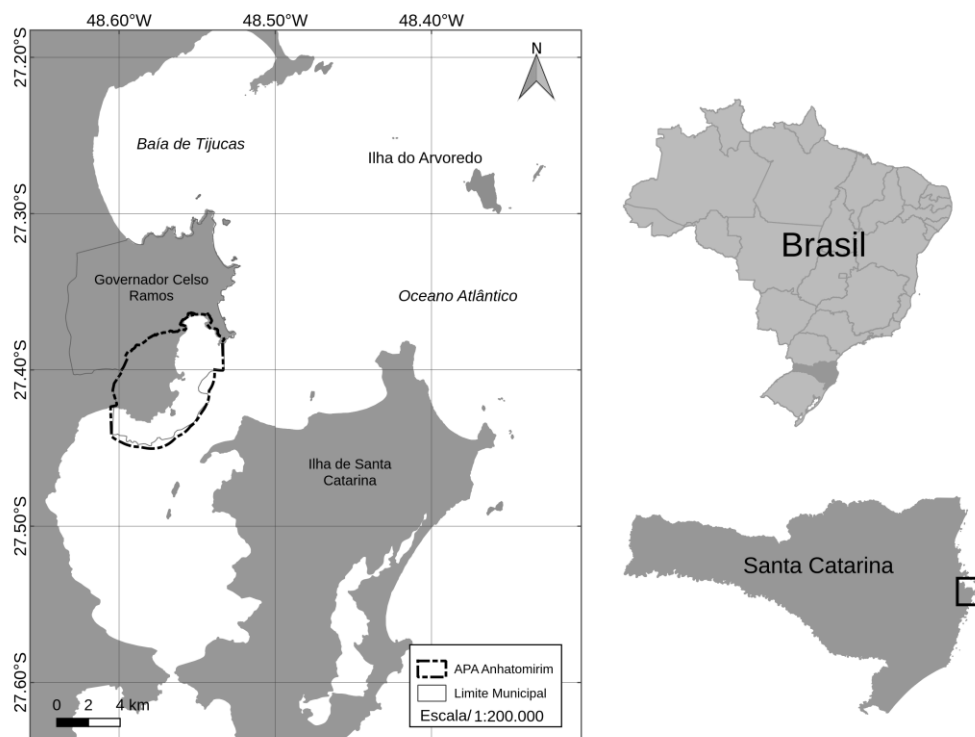 48.60°W
48.50°W
48.40°W
27.20°S
N
Baía de Tijucas
Ilha do Arvoredo
27.30°S
Governador Celso
Ramos
Oceano Atlântico
27.40°S
Ilha de Santa
Catarina
27.50°S
27.60°S
APA Anhatomirim
Limite Municipal
Escala/ 1:200.000
0 2 4 km
Brasil
Santa Catarina